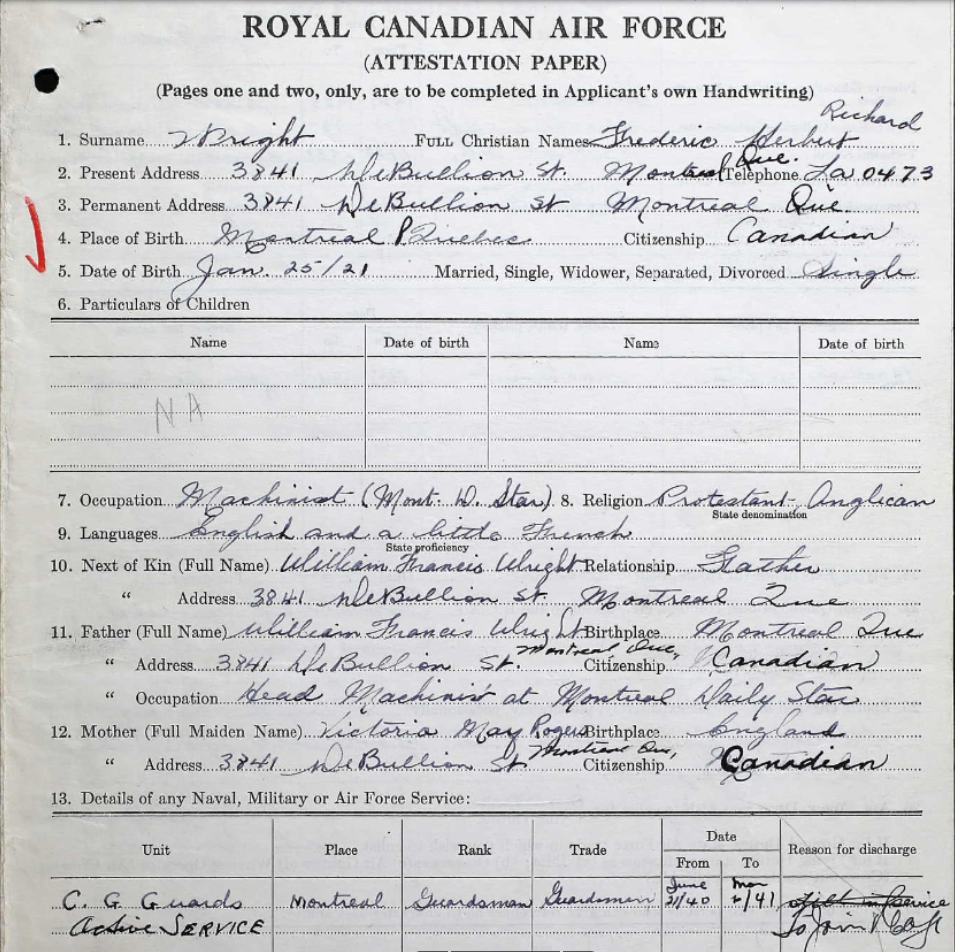 ROYAL CANADIAN AIR FORCE
(ATTESTATION PAPER)
(Pages one and two, only, are to be completed in Applicant's own Handwriting)
Richard
1. Surname Wright Full Christian Names Frederic Herbert
2. Present Address 3841 DeBullion St. Montreal Que. Telephone La 0473
3. Permanent Address 3841 DeBullion St Montreal Que.
4. Place of Birth Montreal P Quebec Citizenship Canadian
5. Date of Birth Jan. 25/21 Married, Single, Widower, Separated, Divorced Single
6. Particulars of Children
Name Date of birth Name Date of birth
NA
7. Occupation Machinist (Mont. D. Star) 8. Religion Protestant Anglican
State denomination
9. Languages English and a little French
State proficiency
10. Next of Kin (Full Name) William Francis Wright Relationship Father
" Address 3841 DeBullion St. Montreal Que
11. Father (Full Name) William Francis Wright Birthplace Montreal Que
" Address 3841 DeBullion St. Montreal Que, Citizenship Canadian
" Occupation Head Machinist at Montreal Daily Star
12. Mother (Full Maiden Name) Victoria May Rogers Birthplace England
" Address 3841 DeBullion St Montreal Que, Citizenship Canadian
13. Details of any Naval, Military or Air Force Service:
Unit Place Rank Trade Date Reason for discharge
From To
C. G. Guards Montreal Guardsman Guardsman June 21/40 Mar /41 in service
Active SERVICE To Join